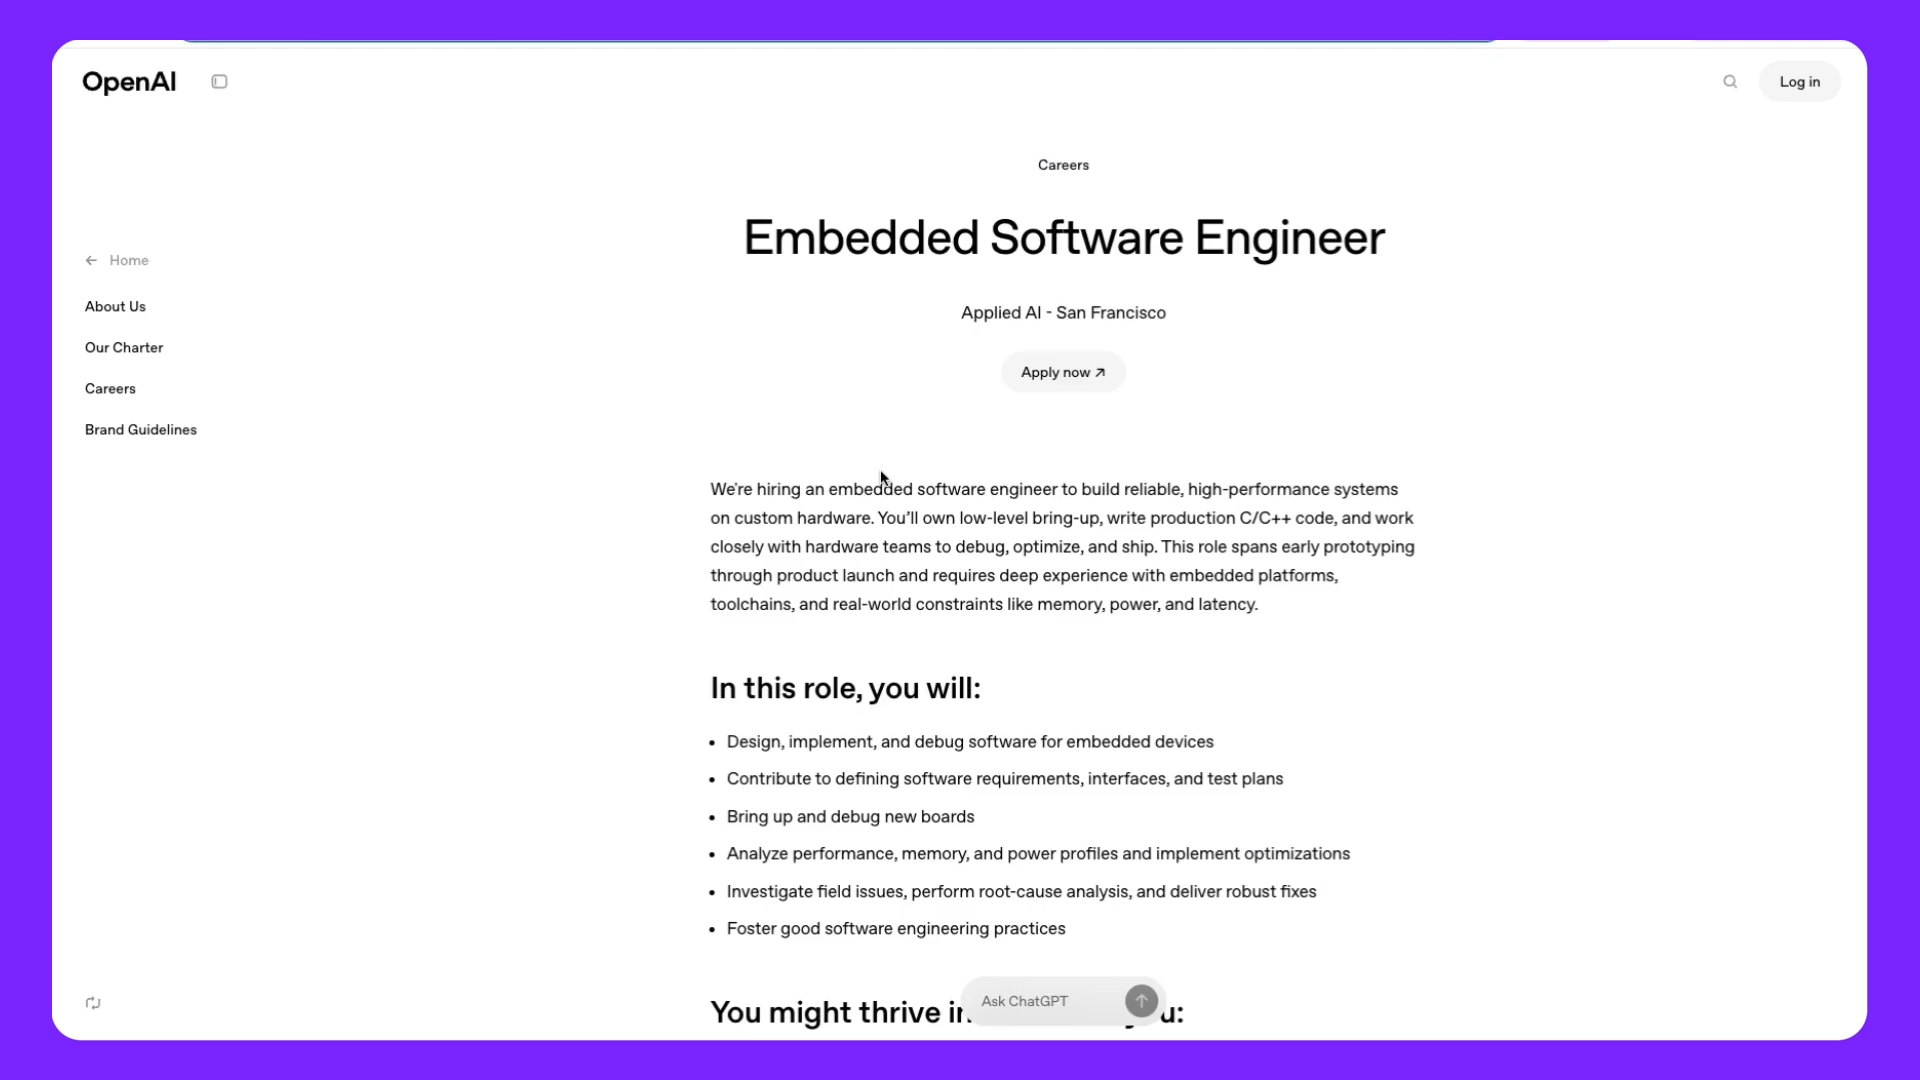 OpenAI
Log in
Careers
Embedded Software Engineer
Home
About Us
Applied AI - San Francisco
Our Charter
Apply now
Careers
Brand Guidelines
We're hiring an embedded software engineer to build reliable, high-performance systems
on custom hardware. You'll own low-level bring-up, write production C/C++ code, and work
closely with hardware teams to debug, optimize, and ship. This role spans early prototyping
through product launch and requires deep experience with embedded platforms,
toolchains, and real-world constraints like memory, power, and latency.
In this role, you will:
• Design, implement, and debug software for embedded devices
• Contribute to defining software requirements, interfaces, and test plans
• Bring up and debug new boards
• Analyze performance, memory, and power profiles and implement optimizations
• Investigate field issues, perform root-cause analysis, and deliver robust fixes
• Foster good software engineering practices
Ask ChatGPT
You might thrive in